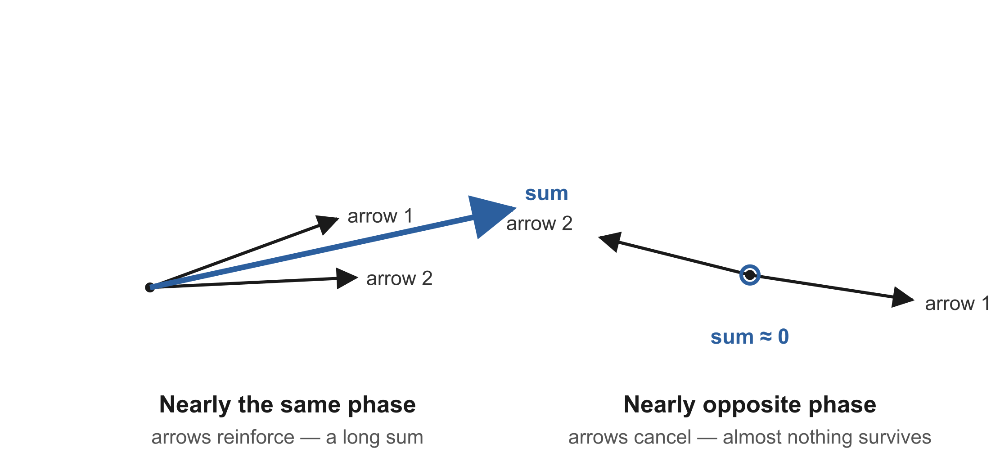 sum
arrow 1
arrow 2
arrow 2
arrow 1
sum ≈ 0
Nearly the same phase
arrows reinforce — a long sum
Nearly opposite phase
arrows cancel — almost nothing survives